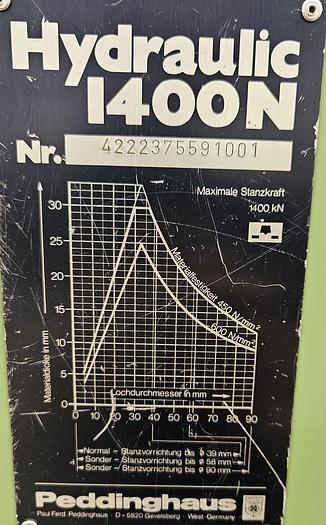 Hydraulic
1400N
Nr. 4222375591001
Maximale Stanzkraft
1400 kN
30
25
20
15
10
5
0
Materialdicke in mm
Materialfestigkeit 450 N/mm²
600 N/mm²
Lochdurchmesser in mm
0 10 20 30 40 50 60 70 80 90
Normal - Stanzvorrichtung bis ø 39 mm
Sonder - Stanzvorrichtung bis ø 58 mm
Sonder - Stanzvorrichtung bis ø 90 mm
Peddinghaus
Paul Ferd. Peddinghaus · D-5820 Gevelsberg · West-Germany